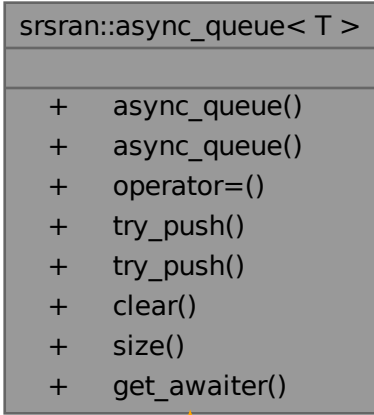 srsran::async_queue< T >
+ async_queue()
+ async_queue()
+ operator=()
+ try_push()
+ try_push()
+ clear()
+ size()
+ get_awaiter()